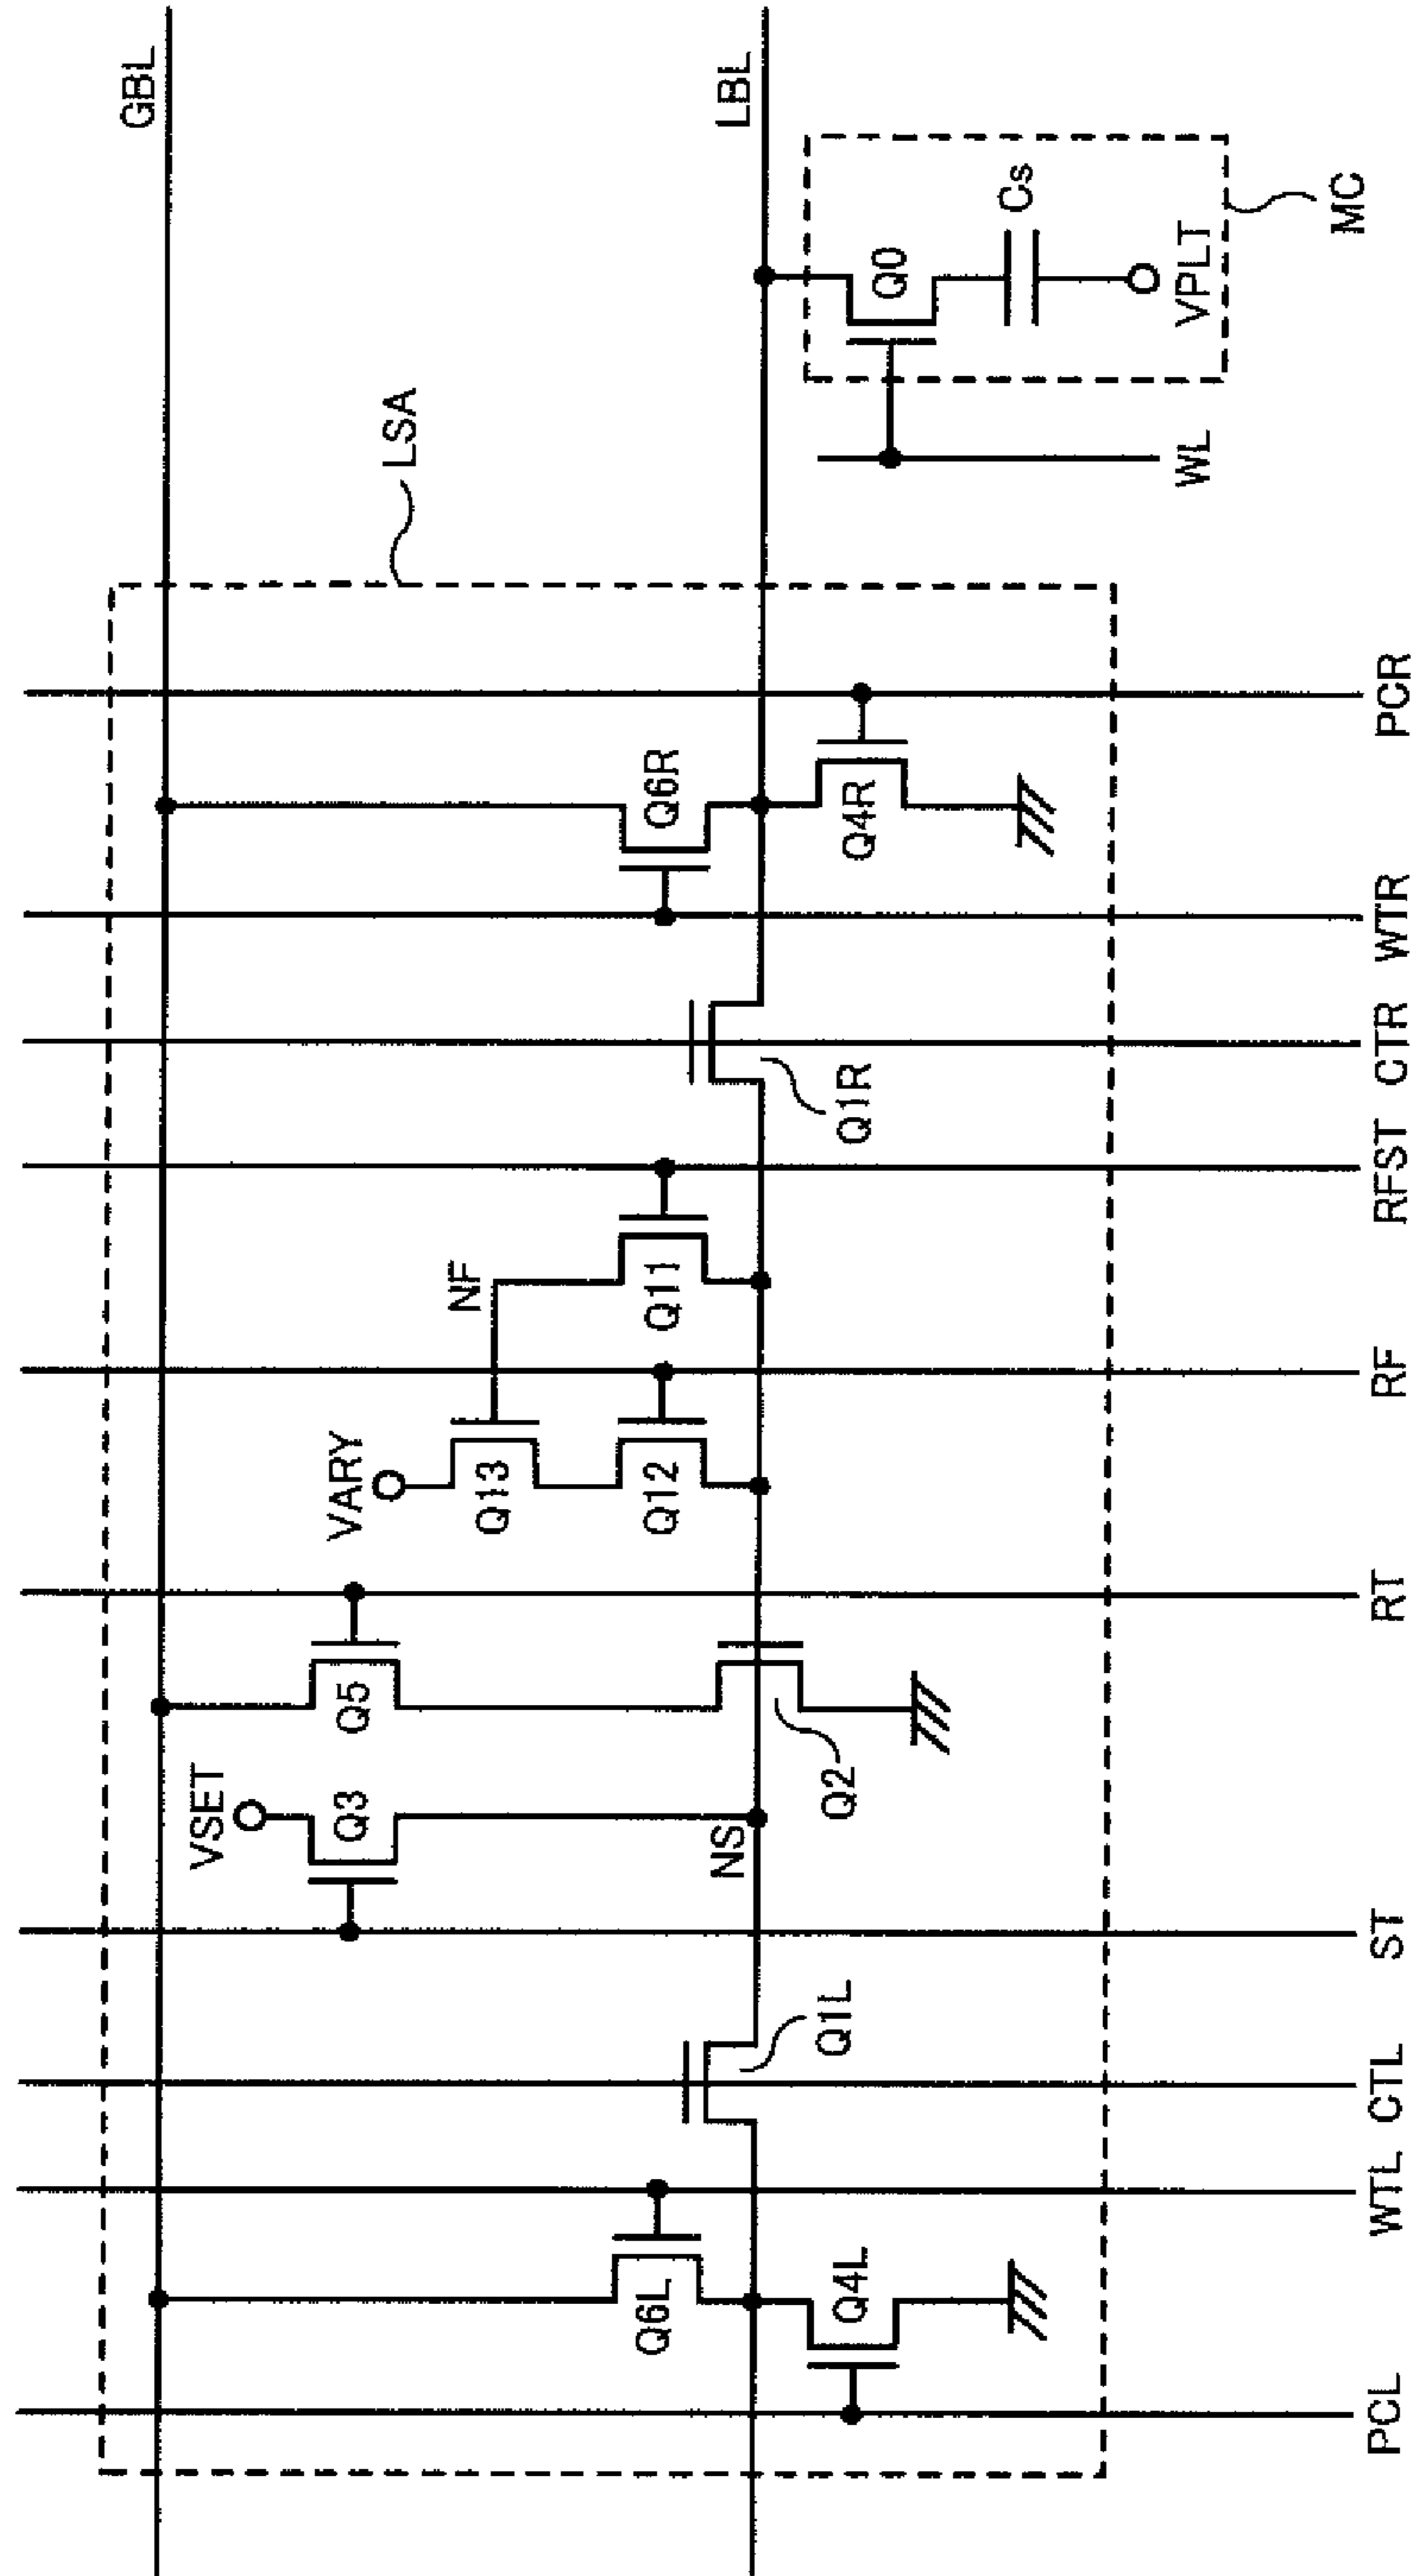 GBL
LBL
LSA
MC
Q0
Cs
VPLT
WL
Q6R
Q4R
Q1R
NF
Q11
VARY
Q13
Q12
VSET
Q3
Q5
Q2
NS
Q1L
Q6L
Q4L
PCL
WTL
CTL
ST
RT
RF
RFST
CTR
WTR
PCR